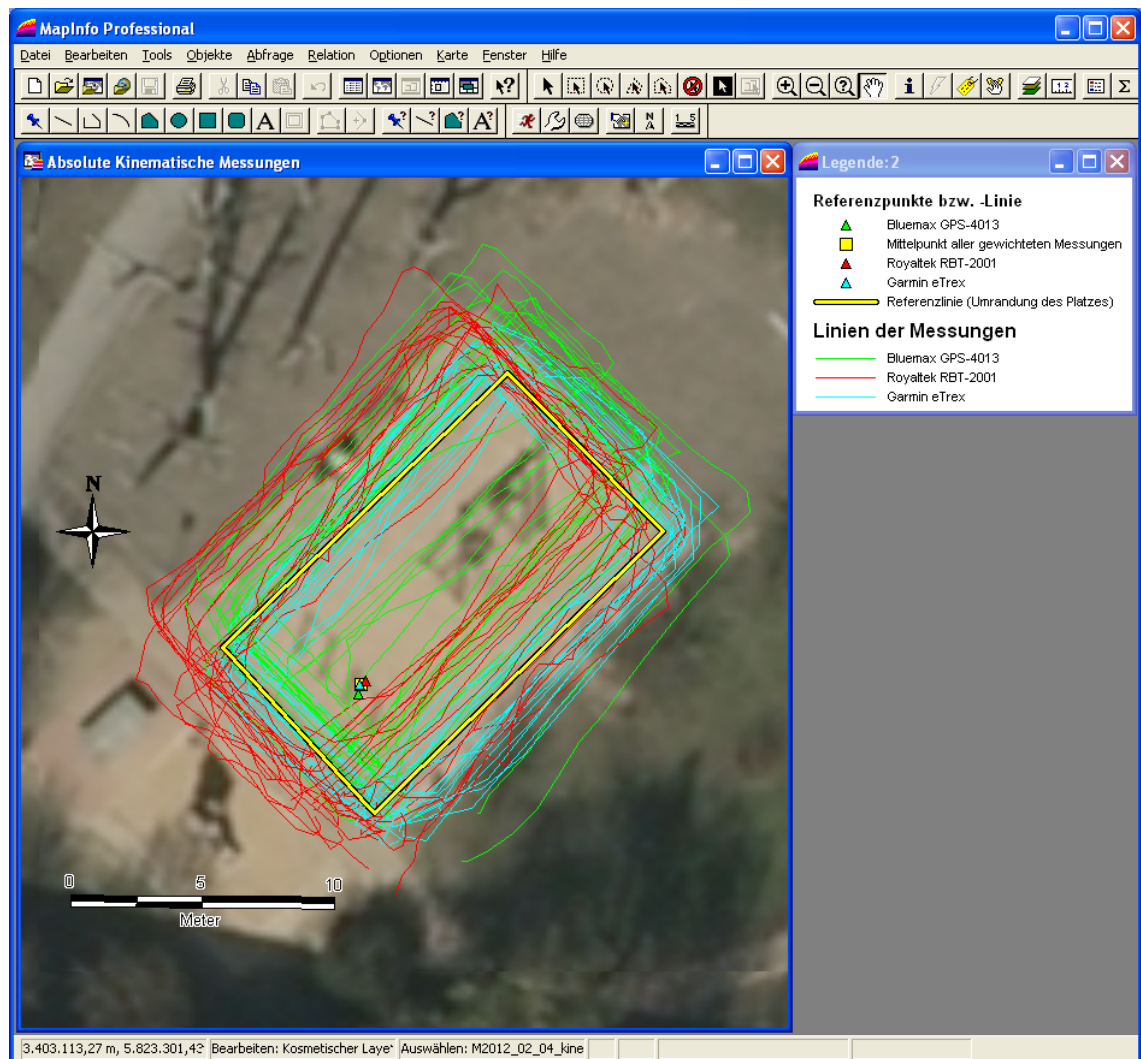 MapInfo Professional
Datei Bearbeiten Tools Objekte Abfrage Relation Optionen Karte Fenster Hilfe
Absolute Kinematische Messungen
N
0 5 10
Meter
Legende:2
Referenzpunkte bzw. -Linie
Bluemax GPS-4013
Mittelpunkt aller gewichteten Messungen
Royaltek RBT-2001
Garmin eTrex
Referenzlinie (Umrandung des Platzes)
Linien der Messungen
Bluemax GPS-4013
Royaltek RBT-2001
Garmin eTrex
3.403.113,27 m, 5.823.301,4 Bearbeiten: Kosmetischer Laye Auswählen: M2012_02_04_kine